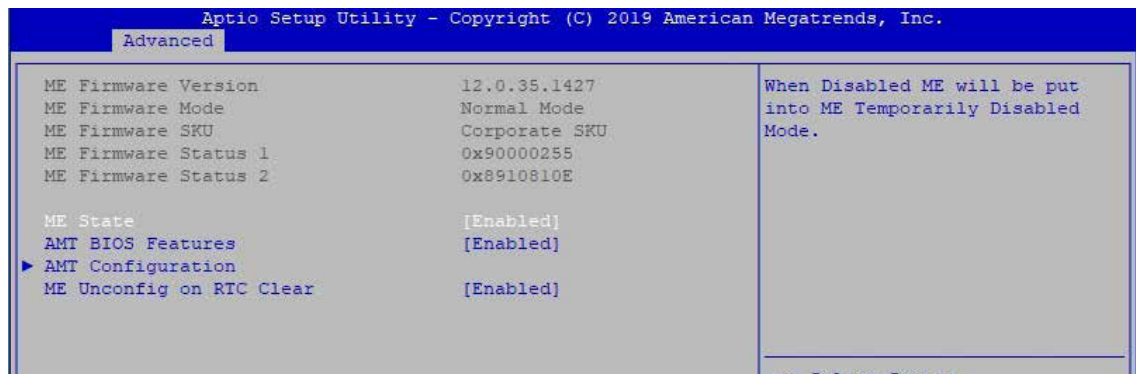 Aptio Setup Utility - Copyright (C) 2019 American Megatrends, Inc.
Advanced
ME Firmware Version 12.0.35.1427
ME Firmware Mode Normal Mode
ME Firmware SKU Corporate SKU
ME Firmware Status 1 0x90000255
ME Firmware Status 2 0x8910810E
ME State [Enabled]
AMT BIOS Features [Enabled]
► AMT Configuration
ME Unconfig on RTC Clear [Enabled]
When Disabled ME will be put
into ME Temporarily Disabled
Mode.